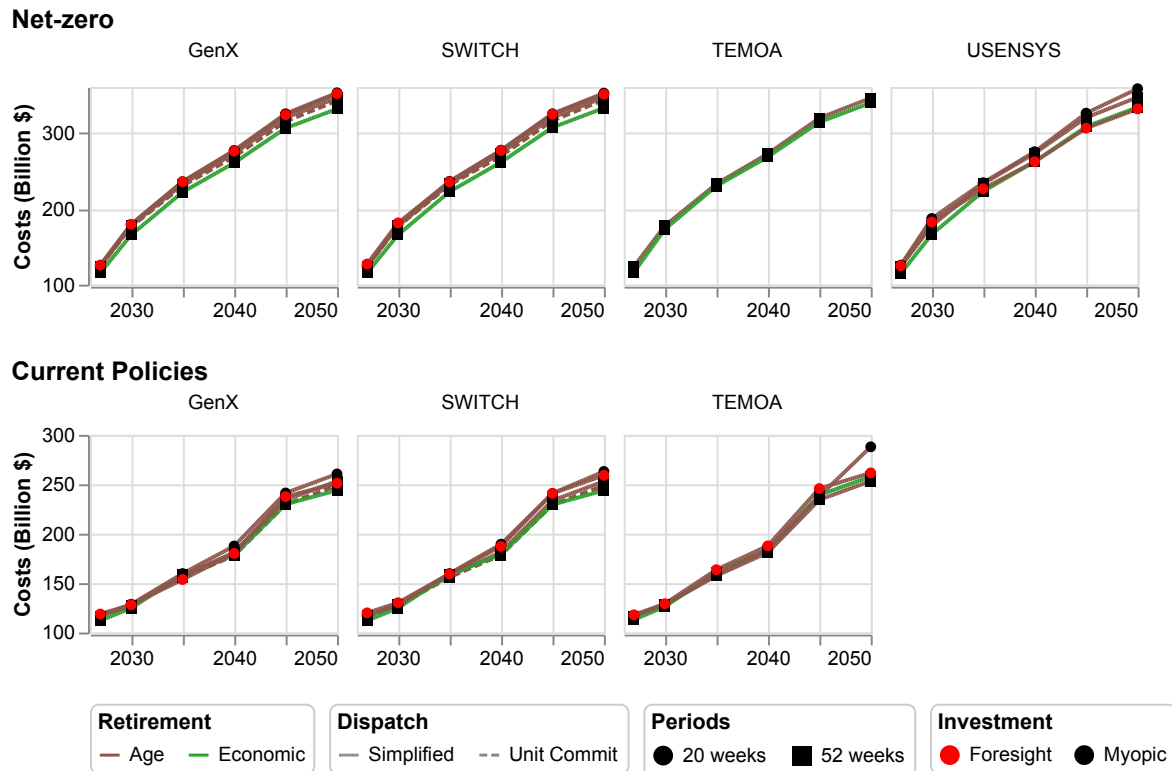 Net-zero
GenX SWITCH TEMOA USENSYS
Costs (Billion $)
300
200
100
2030 2040 2050 2030 2040 2050 2030 2040 2050 2030 2040 2050
Current Policies
GenX SWITCH TEMOA
Costs (Billion $)
300
250
200
150
100
2030 2040 2050 2030 2040 2050 2030 2040 2050
Retirement Dispatch Periods Investment
Age Economic Simplified Unit Commit 20 weeks 52 weeks Foresight Myopic